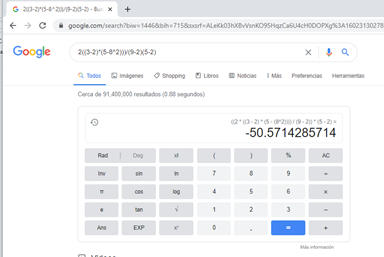 2((3-2)*(5-8^2)))/(9-2)(5-2) - Bus
google.com/search?biw=1446&bih=715&sxsrf=ALeKk03hXBvVsnKO95HqzCa6U4cH0DOPXg%3A1602313027
Google
2((3-2)*(5-8^2)))/(9-2)(5-2)
Todos Imágenes Shopping Libros Noticias Más Preferencias Herramientas
Cerca de 91,400,000 resultados (0.88 segundos)
((2 * ((3 - 2) * (5 - (8^2)))) / (9 - 2)) * (5 - 2) =
-50.5714285714
Rad | Deg x! ( ) % AC
Inv sin ln 7 8 9 ÷
π cos log 4 5 6 ×
e tan √ 1 2 3 −
Ans EXP xʸ 0 . = +
Más información